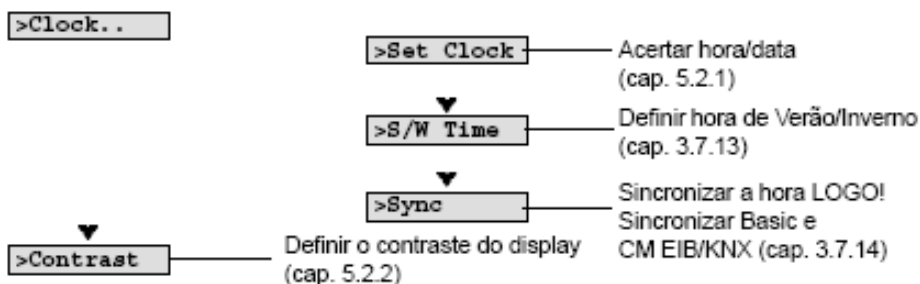 >Clock..
>Set Clock
Acertar hora/data
(cap. 5.2.1)
>S/W Time
Definir hora de Verão/Inverno
(cap. 3.7.13)
>Sync
Sincronizar a hora LOGO!
Sincronizar Basic e
CM EIB/KNX (cap. 3.7.14)
>Contrast
Definir o contraste do display
(cap. 5.2.2)